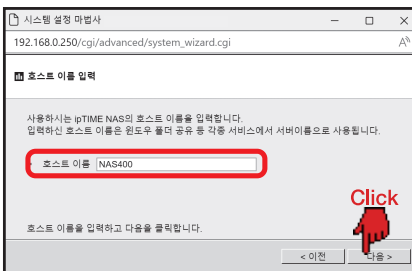 시스템 설정 마법사
192.168.0.250/cgi/advanced/system_wizard.cgi
호스트 이름 입력
사용하시는 ipTIME NAS의 호스트 이름을 입력합니다.
입력하신 호스트 이름은 윈도우 폴더 공유 등 각종 서비스에서 서버이름으로 사용됩니다.
호스트 이름 NAS400
Click
호스트 이름을 입력하고 다음을 클릭합니다.
< 이전 다음 >